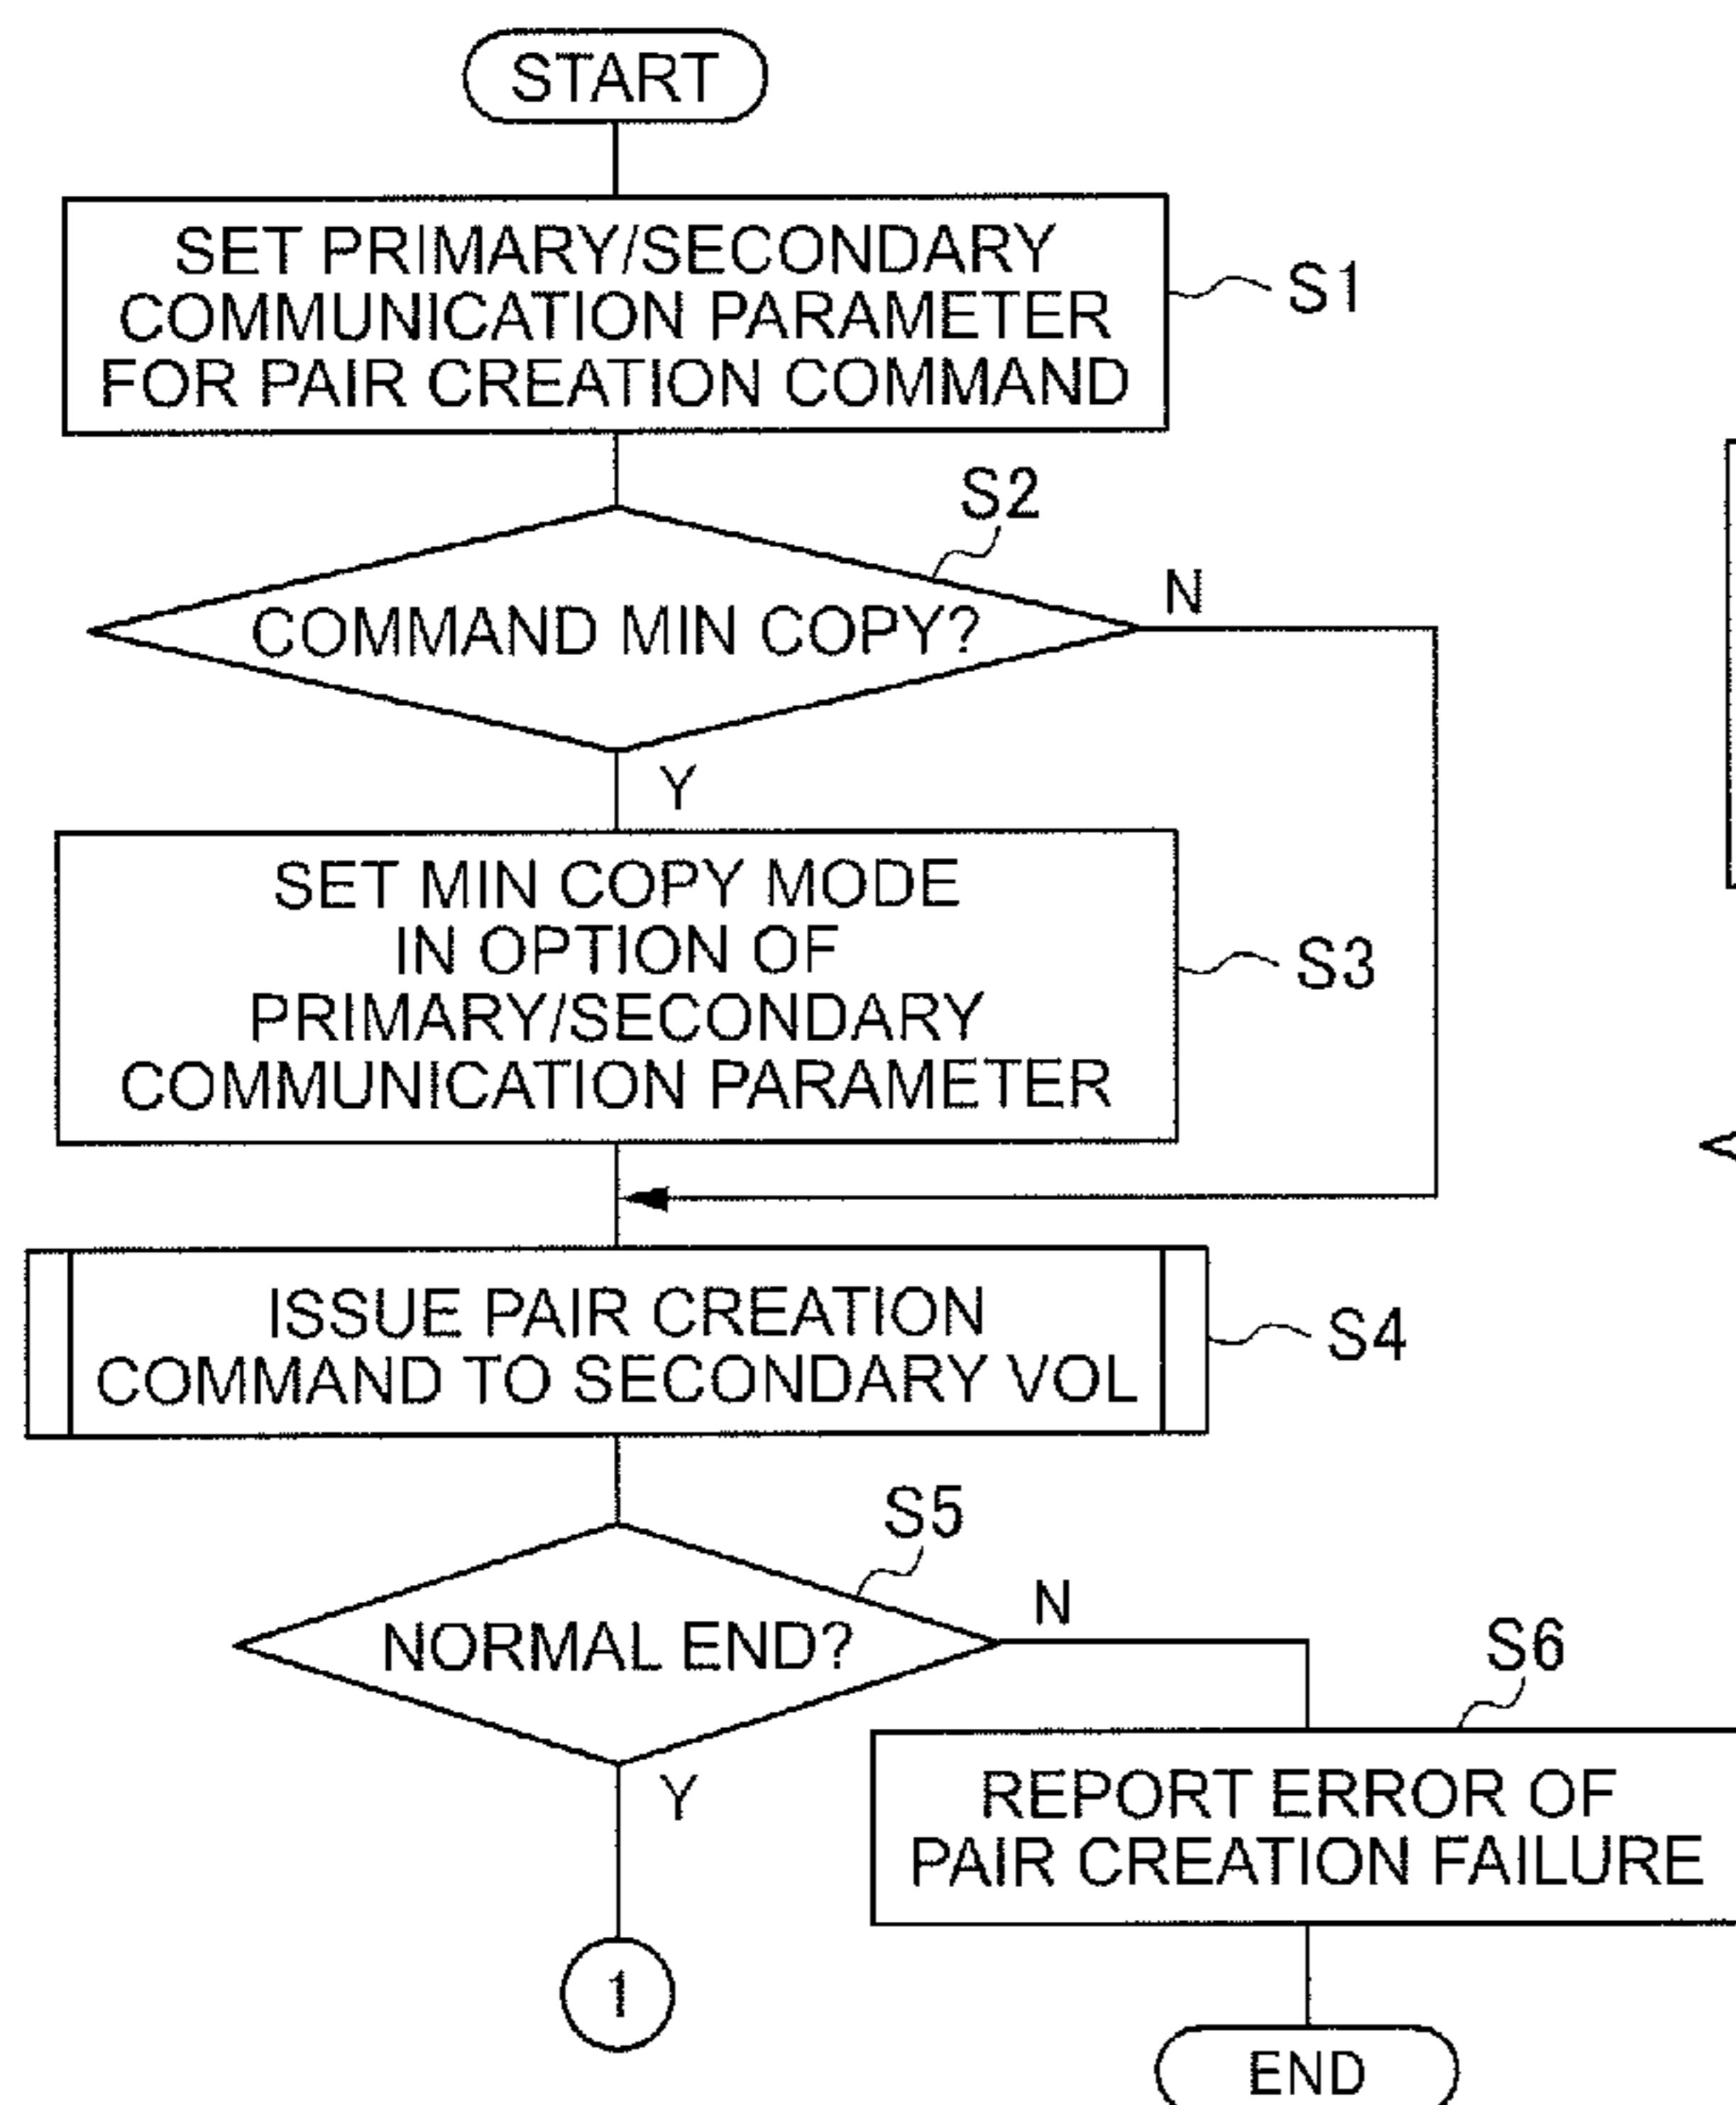 START
SET PRIMARY/SECONDARY
COMMUNICATION PARAMETER
FOR PAIR CREATION COMMAND
S1
S2
COMMAND MIN COPY?
N
Y
SET MIN COPY MODE
IN OPTION OF
PRIMARY/SECONDARY
COMMUNICATION PARAMETER
S3
ISSUE PAIR CREATION
COMMAND TO SECONDARY VOL
S4
S5
NORMAL END?
N
Y
S6
REPORT ERROR OF
PAIR CREATION FAILURE
1
END